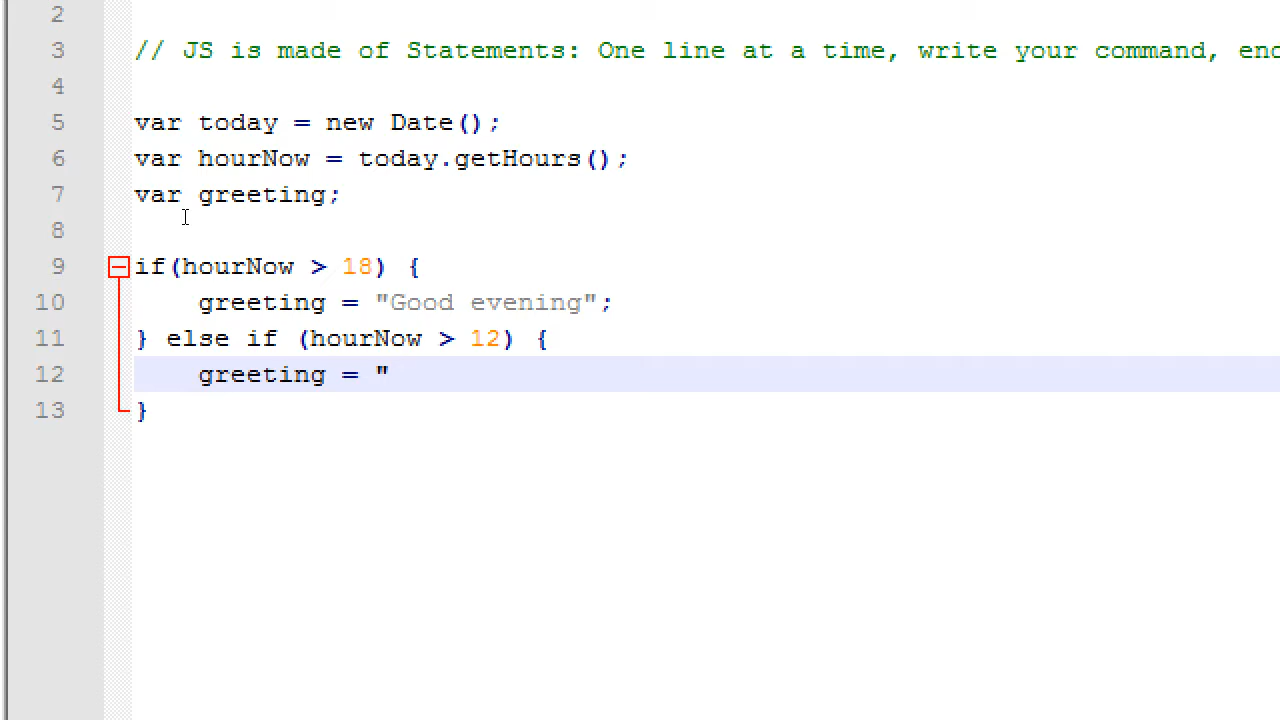 2
3 // JS is made of Statements: One line at a time, write your command, end
4
5 var today = new Date();
6 var hourNow = today.getHours();
7 var greeting;
8
9 if(hourNow > 18) {
10 greeting = "Good evening";
11 } else if (hourNow > 12) {
12 greeting = "
13 }